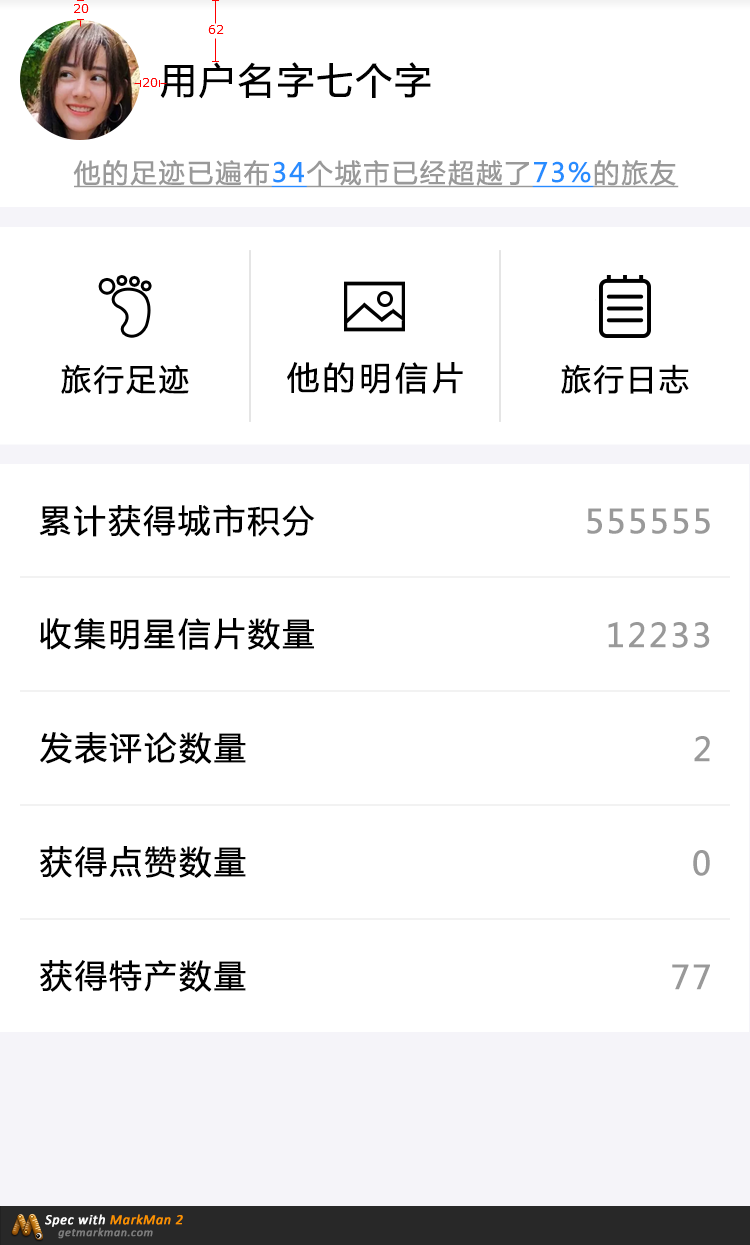 20
62
20
用户名字七个字
他的足迹已遍布34个城市已经超越了73%的旅友
旅行足迹
他的明信片
旅行日志
累计获得城市积分 555555
收集明星信片数量 12233
发表评论数量 2
获得点赞数量 0
获得特产数量 77
Spec with MarkMan 2
getmarkman.com